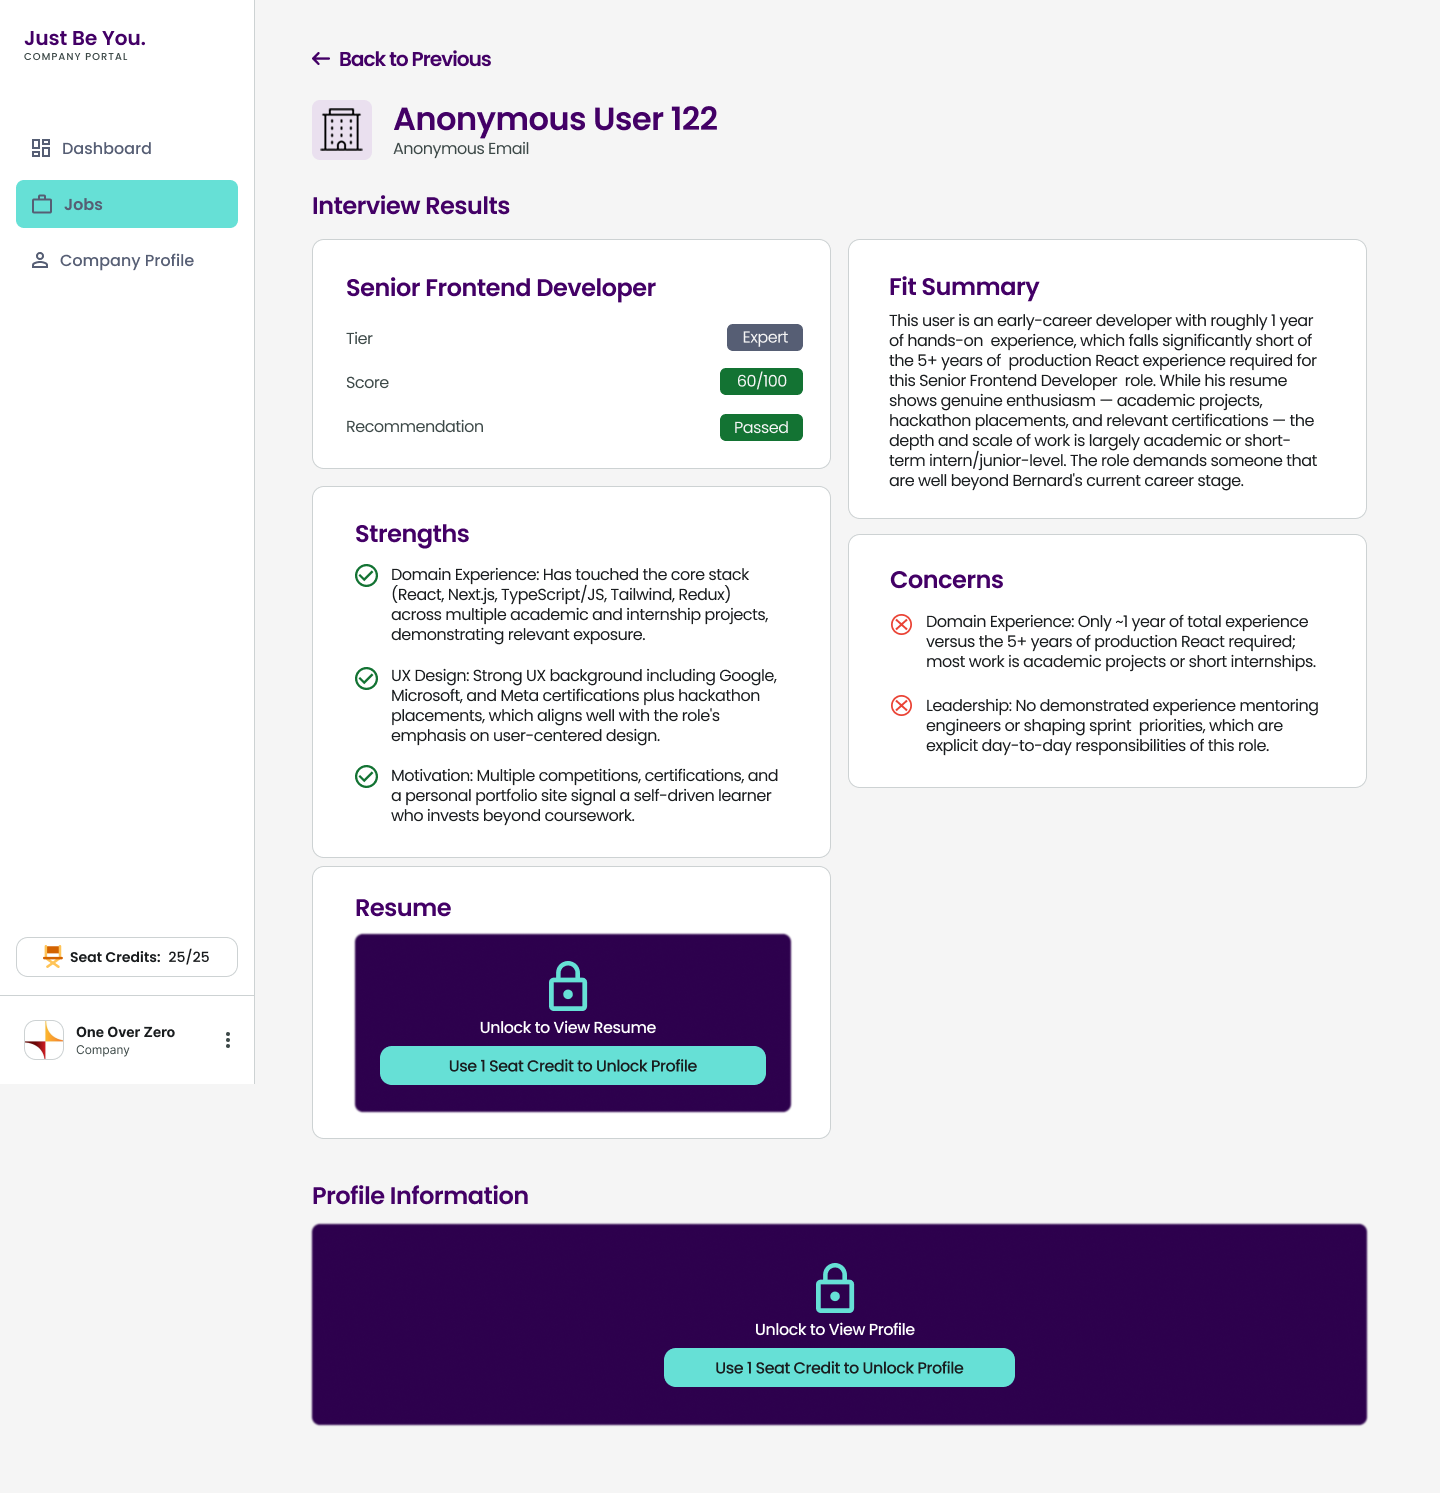 Just Be You.
COMPANY PORTAL
Dashboard
Jobs
Company Profile
Seat Credits: 25/25
One Over Zero
Company
Back to Previous
Anonymous User 122
Anonymous Email
Interview Results
Senior Frontend Developer
Tier
Expert
Score
60/100
Recommendation
Passed
Fit Summary
This user is an early-career developer with roughly 1 year
of hands-on experience, which falls significantly short of
the 5+ years of production React experience required for
this Senior Frontend Developer role. While his resume
shows genuine enthusiasm — academic projects,
hackathon placements, and relevant certifications — the
depth and scale of work is largely academic or short-
term intern/junior-level. The role demands someone that
are well beyond Bernard's current career stage.
Strengths
Domain Experience: Has touched the core stack
(React, Next.js, TypeScript/JS, Tailwind, Redux)
across multiple academic and internship projects,
demonstrating relevant exposure.
UX Design: Strong UX background including Google,
Microsoft, and Meta certifications plus hackathon
placements, which aligns well with the role's
emphasis on user-centered design.
Motivation: Multiple competitions, certifications, and
a personal portfolio site signal a self-driven learner
who invests beyond coursework.
Concerns
Domain Experience: Only ~1 year of total experience
versus the 5+ years of production React required;
most work is academic projects or short internships.
Leadership: No demonstrated experience mentoring
engineers or shaping sprint priorities, which are
explicit day-to-day responsibilities of this role.
Resume
Unlock to View Resume
Use 1 Seat Credit to Unlock Profile
Profile Information
Unlock to View Profile
Use 1 Seat Credit to Unlock Profile